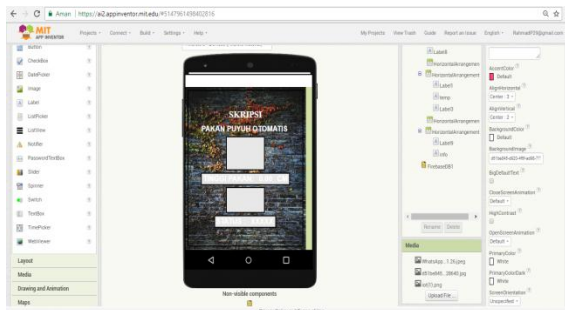 Aman
https://ai2.appinventor.mit.edu/#5147961496402816
MIT
APP INVENTOR
Projects
Connect
Build
Settings
Help
My Projects
View Trash
Guide
Report an Issue
English
Button
CheckBox
DatePicker
Image
Label
ListPicker
ListView
Notifier
PasswordTextBox
Slider
Spinner
Switch
TextBox
TimePicker
WebViewer
Layout
Media
Drawing and Animation
Maps
SKRIPSI
PAKAN PUYUH OTOMATIS
Non-visible components
Label8
HorizontalArrangemen
HorizontalArrangement
Label1
temp
Label3
HorizontalArrangement
HorizontalArrangement
Label9
info
FirebaseDB1
Rename
Delete
Media
Upload File ...
AccentColor
Default
AlignHorizontal
Center : 3
AlignVertical
Center : 2
BackgroundColor
Default
BackgroundImage
BigDefaultText
CloseScreenAnimation
Default
HighContrast
OpenScreenAnimation
Default
PrimaryColor
White
PrimaryColorDark
White
ScreenOrientation
Unspecified